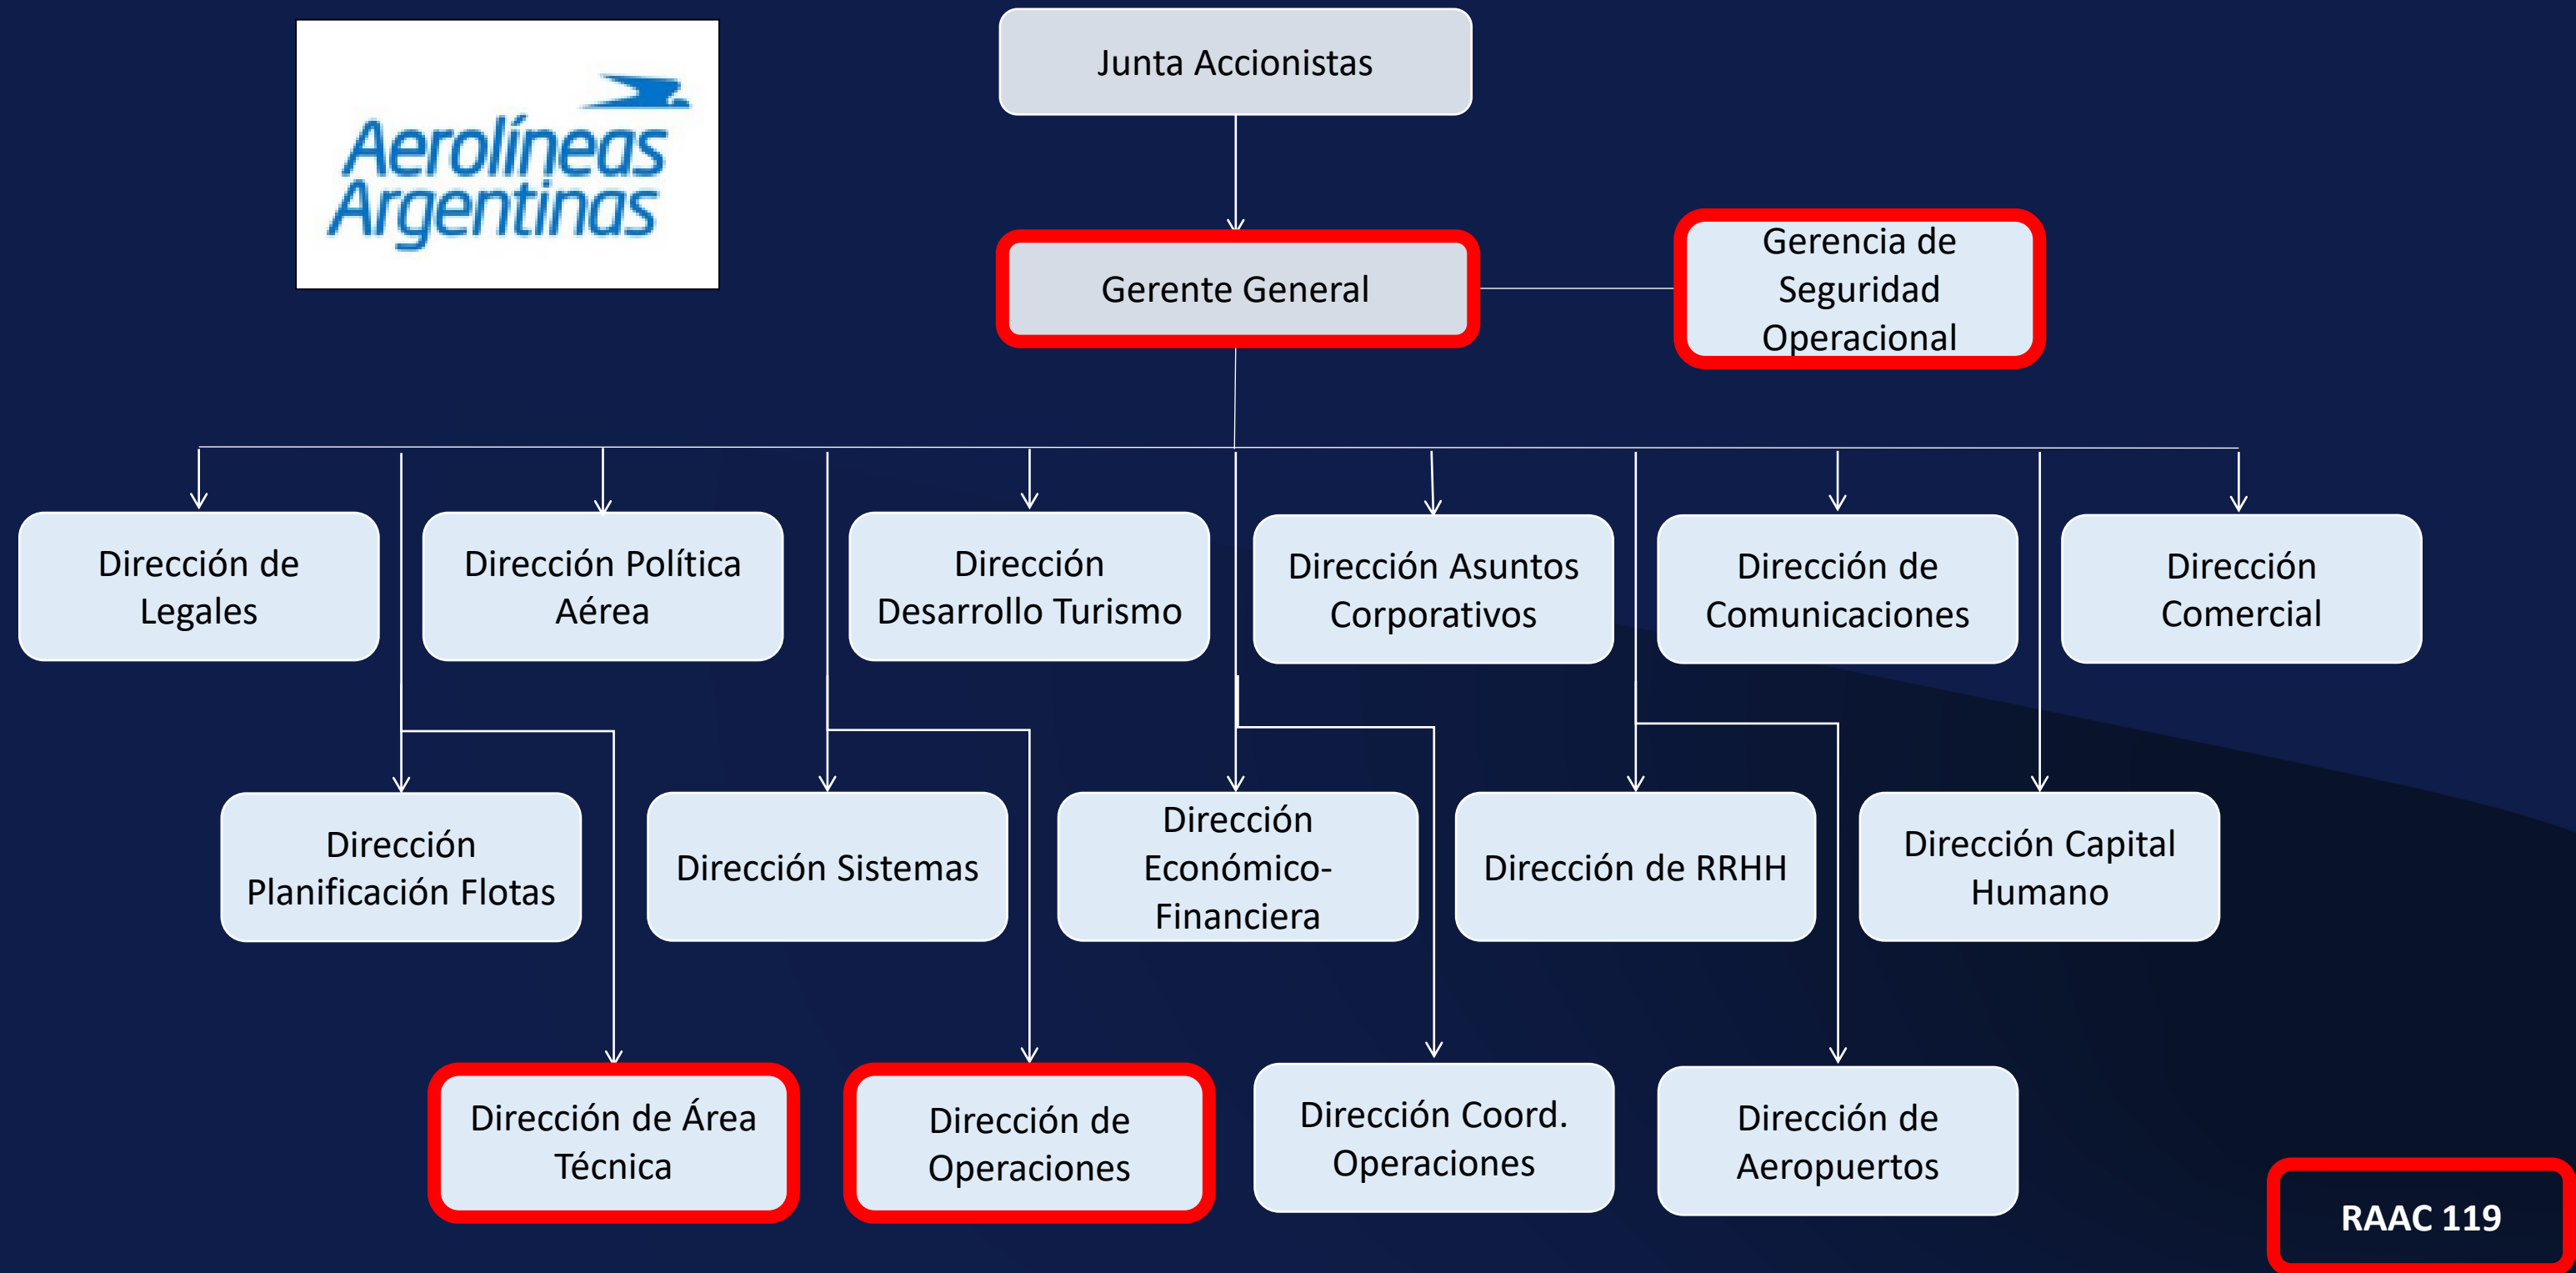 Aerolíneas
Argentinas
Junta Accionistas
Gerente General
Gerencia de
Seguridad
Operacional
Dirección de
Legales
Dirección Política
Aérea
Dirección
Desarrollo Turismo
Dirección Asuntos
Corporativos
Dirección de
Comunicaciones
Dirección
Comercial
Dirección
Planificación Flotas
Dirección Sistemas
Dirección
Económico-
Financiera
Dirección de RRHH
Dirección Capital
Humano
Dirección de Área
Técnica
Dirección de
Operaciones
Dirección Coord.
Operaciones
Dirección de
Aeropuertos
RAAC 119